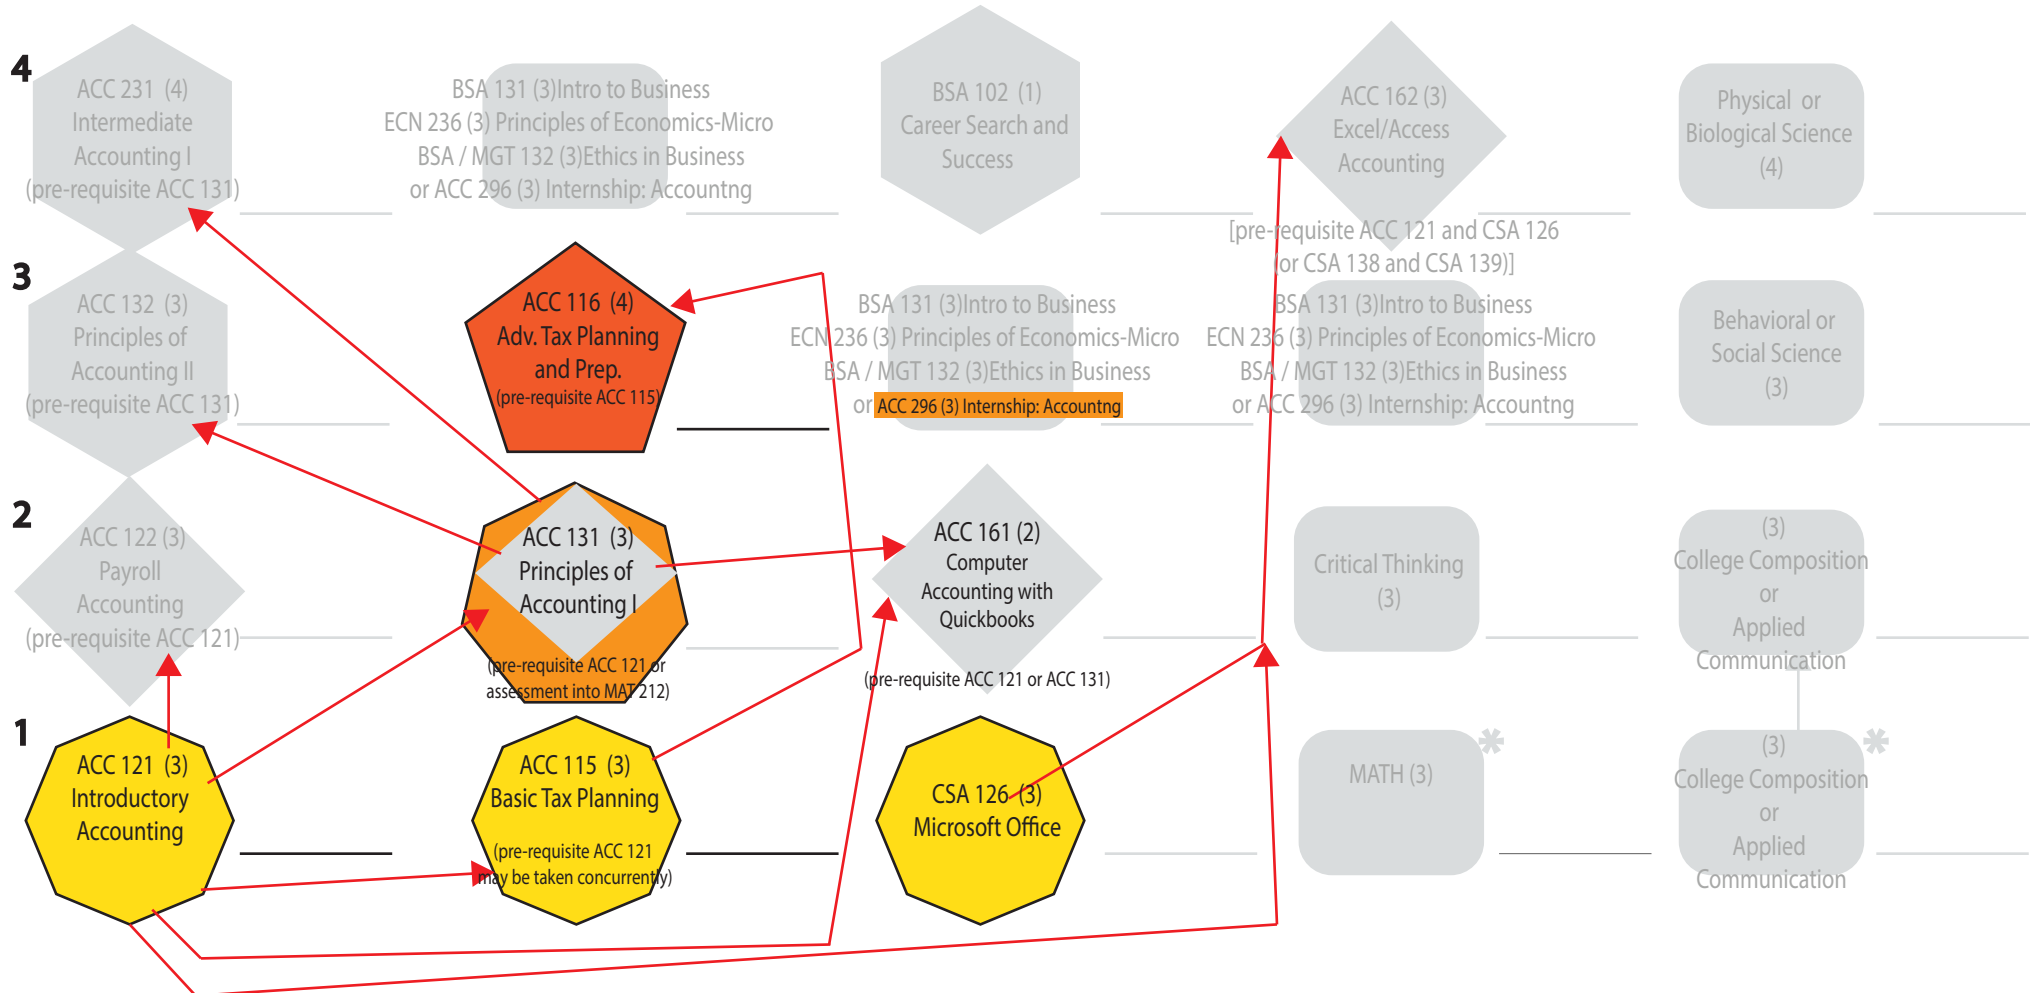 4
ACC 231 (4)
Intermediate
Accounting I
(pre-requisite ACC 131)
BSA 131 (3)Intro to Business
ECN 236 (3) Principles of Economics-Micro
BSA / MGT 132 (3)Ethics in Business
or ACC 296 (3) Internship: Accountng
BSA 102 (1)
Career Search and
Success
ACC 162 (3)
Excel/Access
Accounting
[pre-requisite ACC 121 and CSA 126
(or CSA 138 and CSA 139)]
Physical or
Biological Science
(4)
3
ACC 132 (3)
Principles of
Accounting II
(pre-requisite ACC 131)
ACC 116 (4)
Adv. Tax Planning
and Prep.
(pre-requisite ACC 115)
BSA 131 (3)Intro to Business
ECN 236 (3) Principles of Economics-Micro
BSA / MGT 132 (3)Ethics in Business
or ACC 296 (3) Internship: Accountng
BSA 131 (3)Intro to Business
ECN 236 (3) Principles of Economics-Micro
BSA / MGT 132 (3)Ethics in Business
or ACC 296 (3) Internship: Accountng
Behavioral or
Social Science
(3)
2
ACC 122 (3)
Payroll
Accounting
(pre-requisite ACC 121)
ACC 131 (3)
Principles of
Accounting I
(pre-requisite ACC 121 or
assessment into MAT 212)
ACC 161 (2)
Computer
Accounting with
Quickbooks
(pre-requisite ACC 121 or ACC 131)
Critical Thinking
(3)
(3)
College Composition
or
Applied
Communication
1
ACC 121 (3)
Introductory
Accounting
ACC 115 (3)
Basic Tax Planning
(pre-requisite ACC 121
may be taken concurrently)
CSA 126 (3)
Microsoft Office
MATH (3)
*
(3)
College Composition
or
Applied
Communication
*